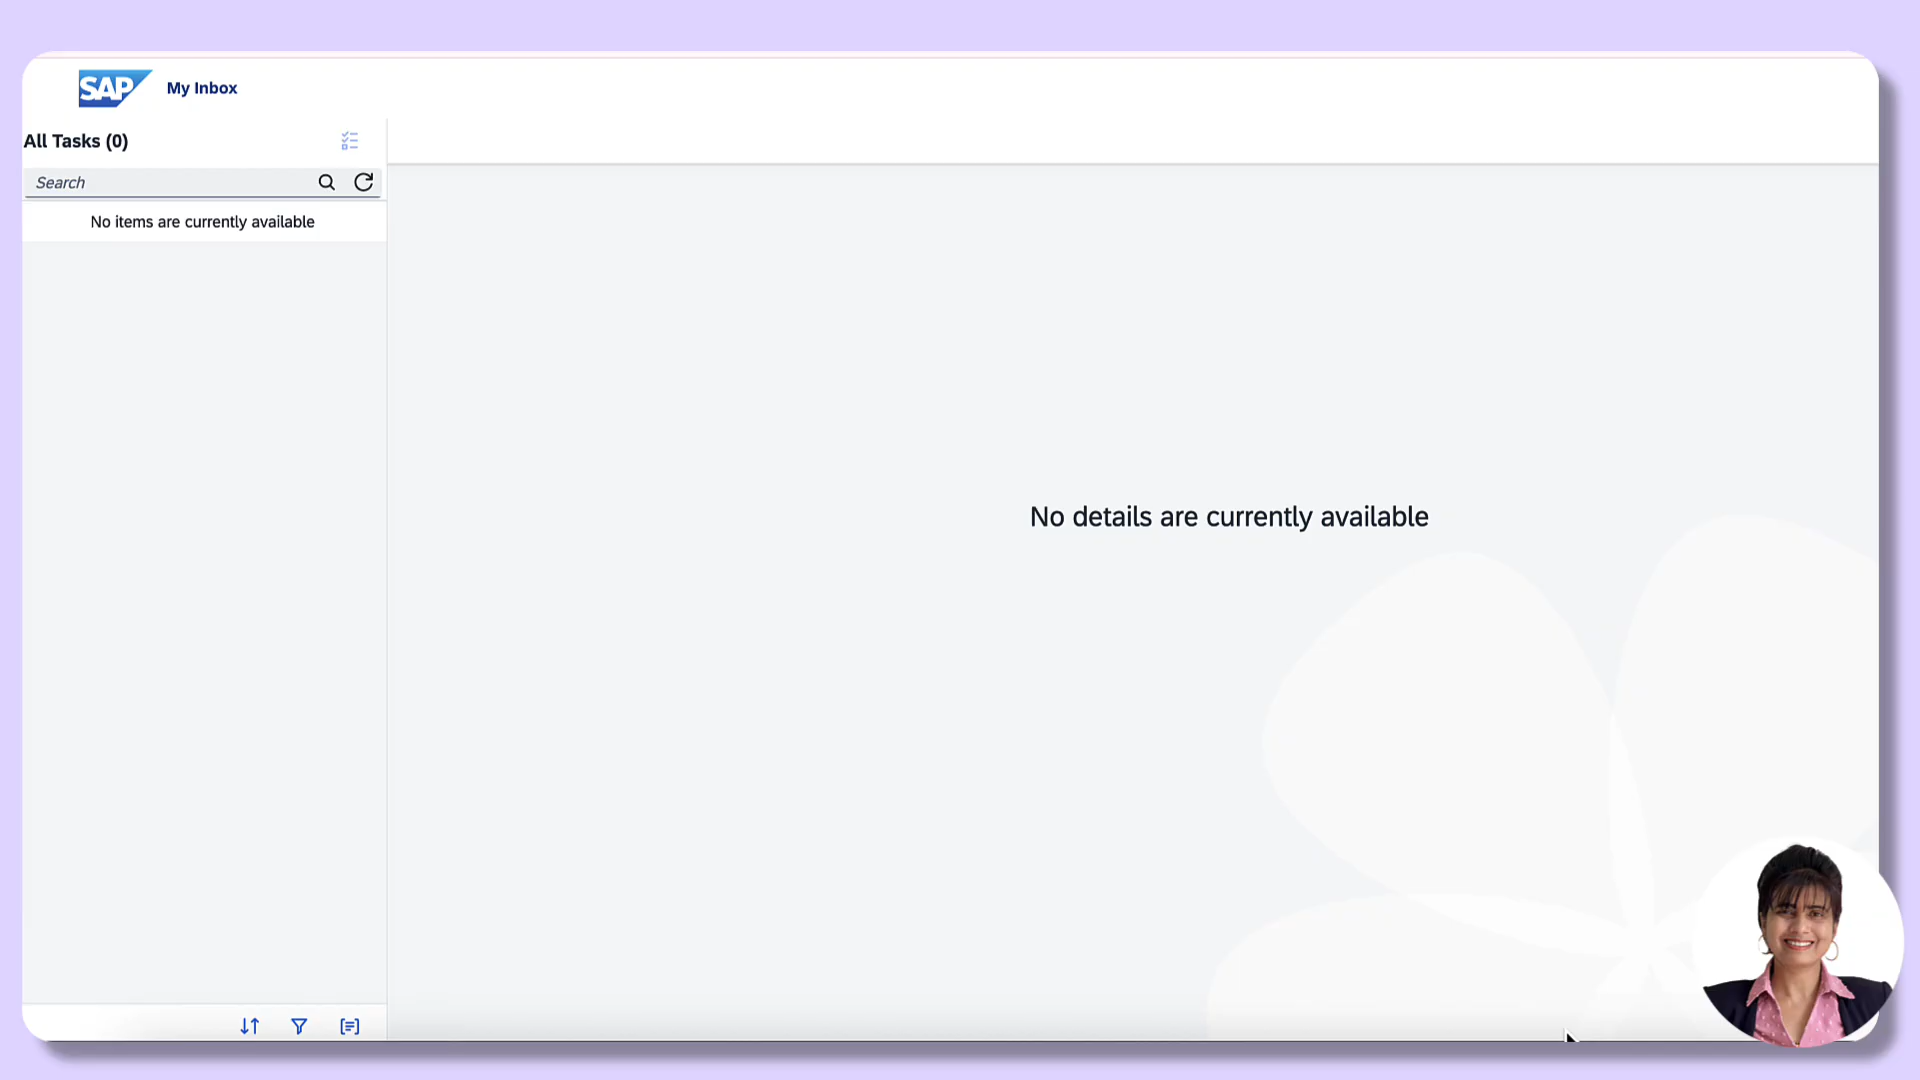 SAP My Inbox
All Tasks (0)
Search
No items are currently available
No details are currently available